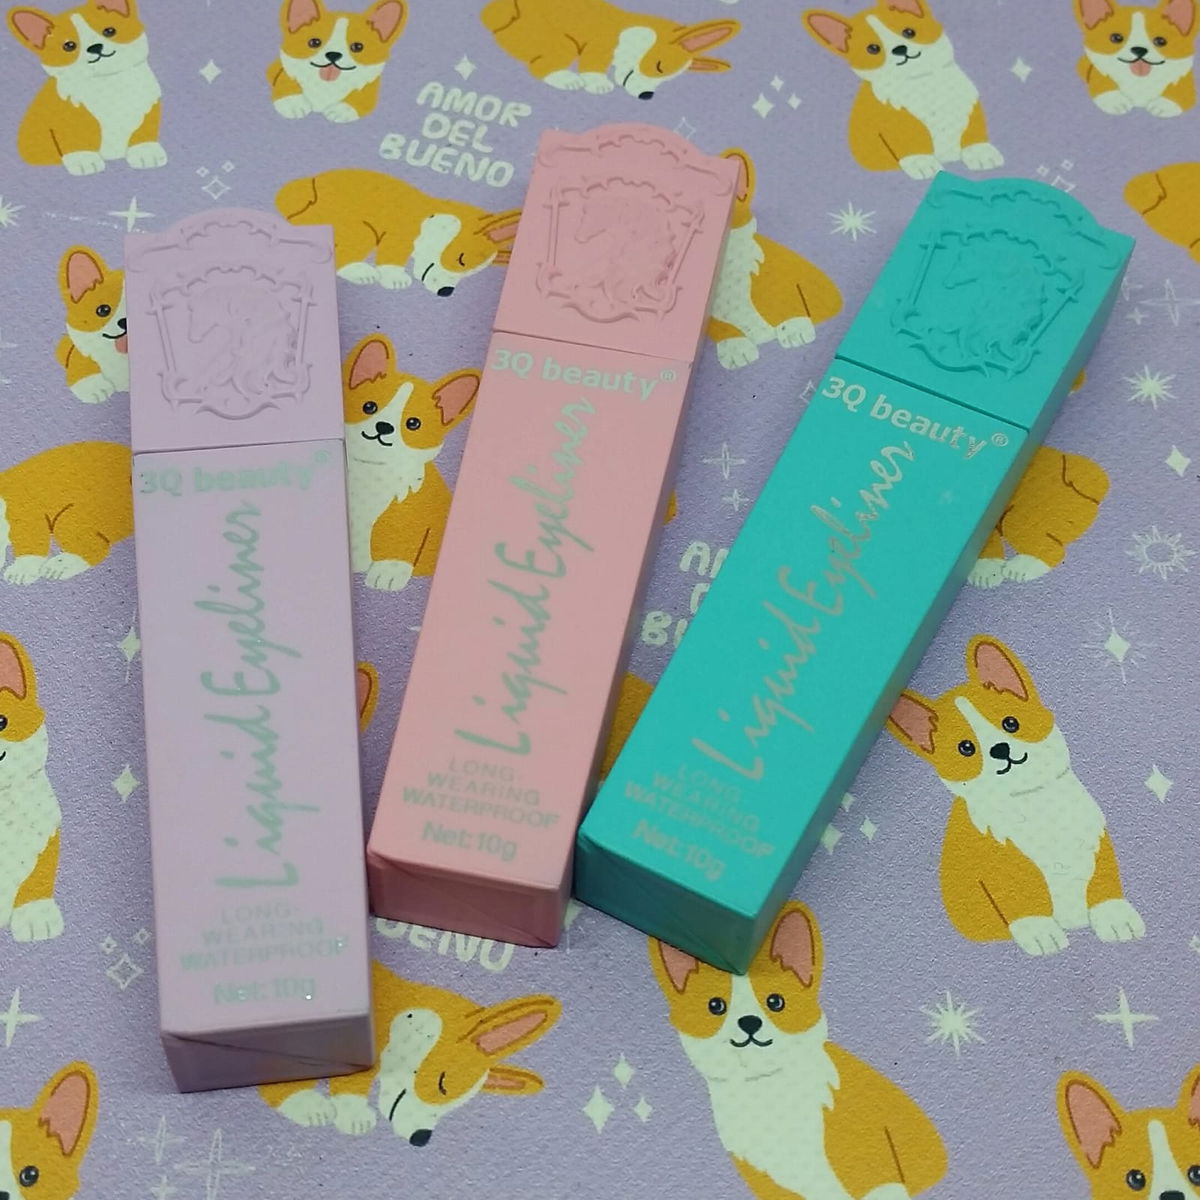 AMOR
DEL
BUENO
3Q beauty®
Liquid Eyeliner
LONG-
WEARING
WATERPROOF
Net:10g
3Q beauty®
Liquid Eyeliner
LONG-
WEARING
WATERPROOF
Net:10g
3Q beauty®
Liquid Eyeliner
LONG-
WEARING
WATERPROOF
Net:10g
BUENO